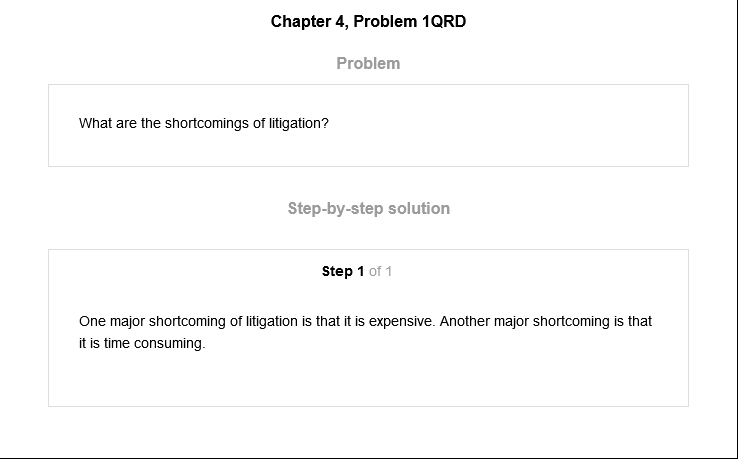 Chapter 4, Problem 1QRD
Problem
What are the shortcomings of litigation?
Step-by-step solution
Step 1 of 1
One major shortcoming of litigation is that it is expensive. Another major shortcoming is that
it is time consuming.